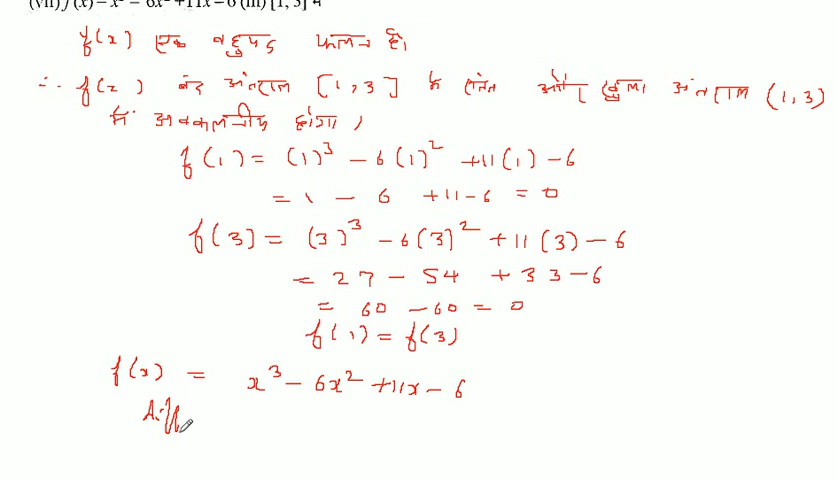 (vii) f (x) = x³ – 6x² +11x – 6 (iii) [1, 3] में
f(x) एक बहुपद फलन है।
∴ f(x) बंद अंतराल [1,3] में संतत और खुला अंतराल (1,3)
में अवकलनीय होगा,
f(1) = (1)³ - 6(1)² + 11(1) - 6
= 1 - 6 + 11 - 6 = 0
f(3) = (3)³ - 6(3)² + 11(3) - 6
= 27 - 54 + 33 - 6
= 60 - 60 = 0
f(1) = f(3)
f(x) = x³ - 6x² + 11x - 6